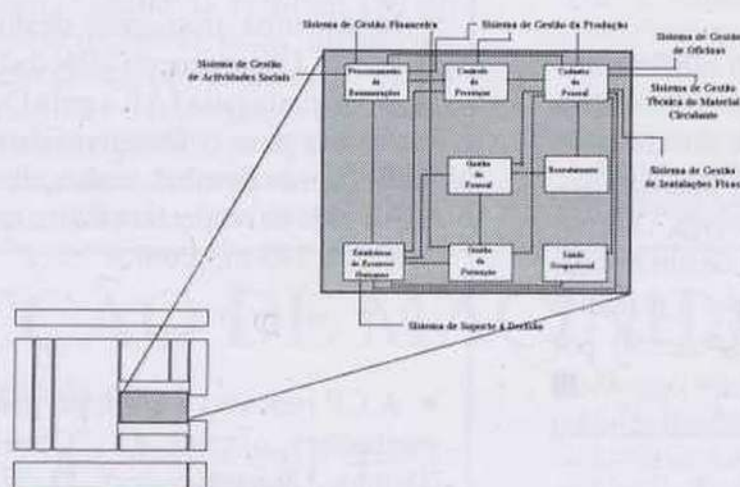 Sistema de Gestão Financeira
Sistema de Gestão da Produção
Sistema de Gestão
de Oficinas
Sistema de Gestão
de Actividades Sociais
Processamento
de
Remunerações
Controlo
de
Presenças
Cadastro
de
Pessoal
Sistema de Gestão
Técnica do Material
Circulante
Gestão
de
Pessoal
Recrutamento
Sistema de Gestão
de Instalações Fixas
Estatísticas
de Recursos
Humanos
Gestão
da
Formação
Saúde
Ocupacional
Sistema de Suporte à Decisão